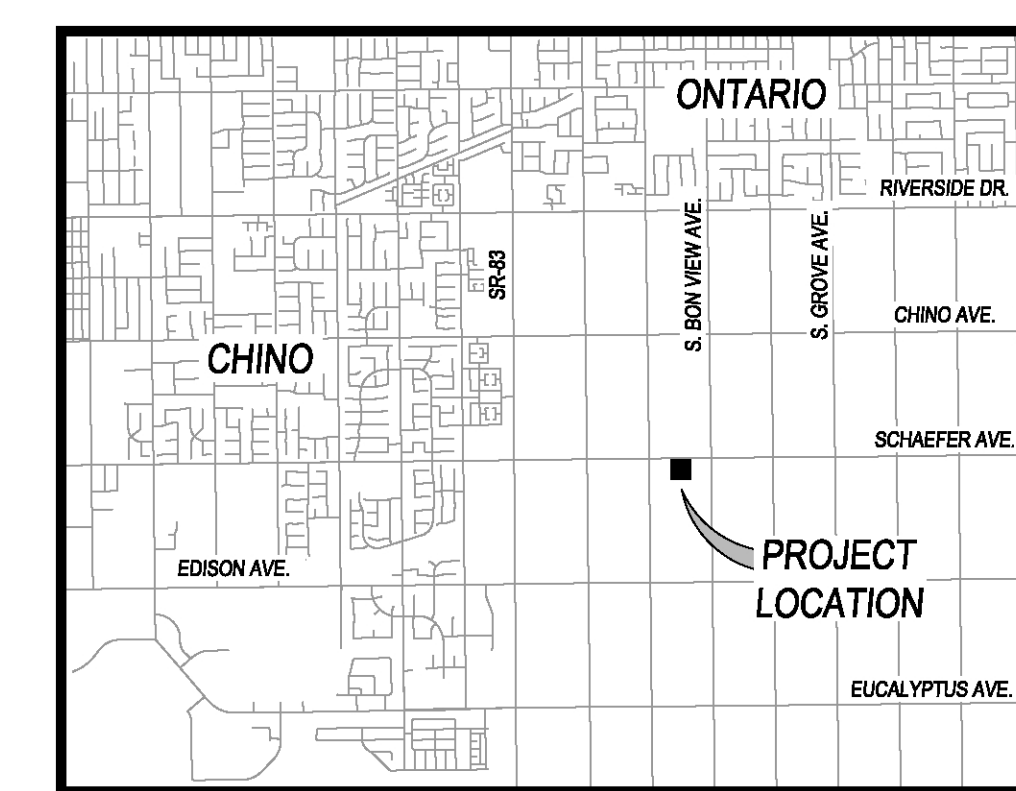 ONTARIO
RIVERSIDE DR.
S. BON VIEW AVE.
S. GROVE AVE.
SR-83
CHINO AVE.
CHINO
SCHAEFER AVE.
PROJECT
LOCATION
EDISON AVE.
EUCALYPTUS AVE.